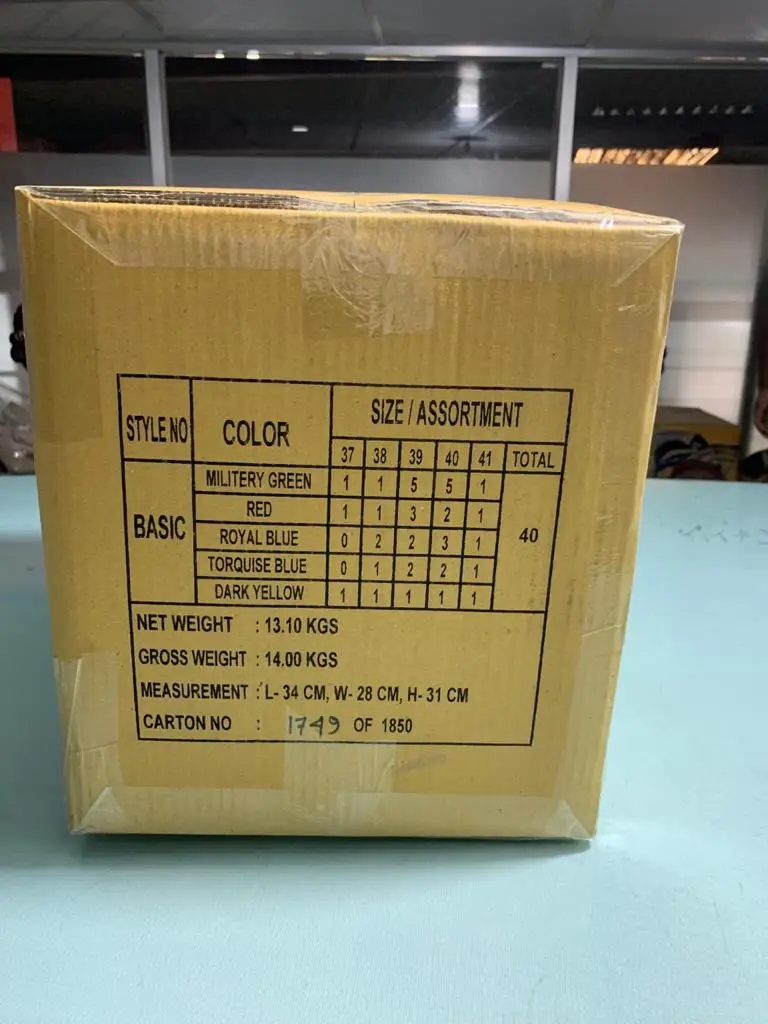 STYLE NO COLOR SIZE / ASSORTMENT
37 38 39 40 41 TOTAL
BASIC MILITERY GREEN 1 1 5 5 1 40
RED 1 1 3 2 1
ROYAL BLUE 0 2 2 3 1
TORQUISE BLUE 0 1 2 2 1
DARK YELLOW 1 1 1 1 1
NET WEIGHT : 13.10 KGS
GROSS WEIGHT : 14.00 KGS
MEASUREMENT : L- 34 CM, W- 28 CM, H- 31 CM
CARTON NO : 1749 OF 1850